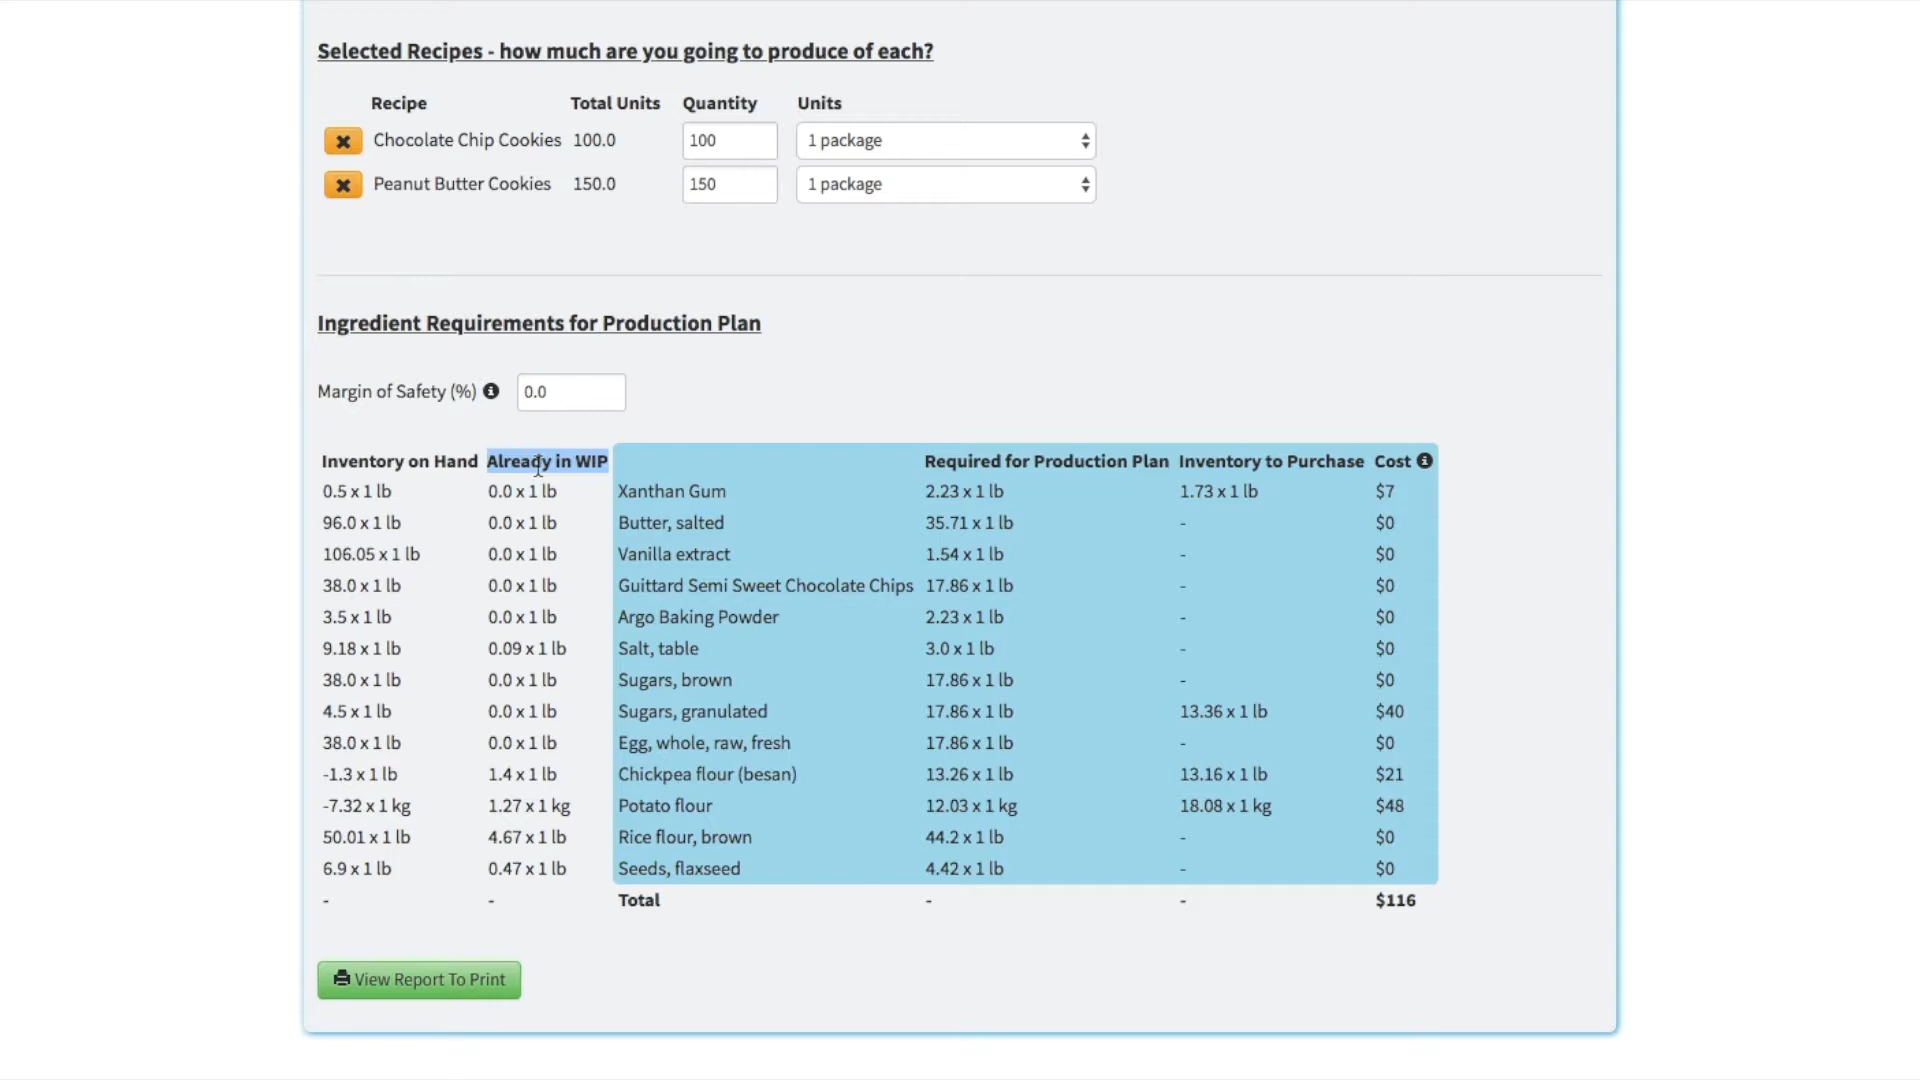 Selected Recipes - how much are you going to produce of each?
Recipe Total Units Quantity Units
Chocolate Chip Cookies 100.0 100 1 package
Peanut Butter Cookies 150.0 150 1 package
Ingredient Requirements for Production Plan
Margin of Safety (%) 0.0
Inventory on Hand Already in WIP Required for Production Plan Inventory to Purchase Cost
0.5 x 1 lb 0.0 x 1 lb Xanthan Gum 2.23 x 1 lb 1.73 x 1 lb $7
96.0 x 1 lb 0.0 x 1 lb Butter, salted 35.71 x 1 lb - $0
106.05 x 1 lb 0.0 x 1 lb Vanilla extract 1.54 x 1 lb - $0
38.0 x 1 lb 0.0 x 1 lb Guittard Semi Sweet Chocolate Chips 17.86 x 1 lb - $0
3.5 x 1 lb 0.0 x 1 lb Argo Baking Powder 2.23 x 1 lb - $0
9.18 x 1 lb 0.09 x 1 lb Salt, table 3.0 x 1 lb - $0
38.0 x 1 lb 0.0 x 1 lb Sugars, brown 17.86 x 1 lb - $0
4.5 x 1 lb 0.0 x 1 lb Sugars, granulated 17.86 x 1 lb 13.36 x 1 lb $40
38.0 x 1 lb 0.0 x 1 lb Egg, whole, raw, fresh 17.86 x 1 lb - $0
-1.3 x 1 lb 1.4 x 1 lb Chickpea flour (besan) 13.26 x 1 lb 13.16 x 1 lb $21
-7.32 x 1 kg 1.27 x 1 kg Potato flour 12.03 x 1 kg 18.08 x 1 kg $48
50.01 x 1 lb 4.67 x 1 lb Rice flour, brown 44.2 x 1 lb - $0
6.9 x 1 lb 0.47 x 1 lb Seeds, flaxseed 4.42 x 1 lb - $0
- - Total - - $116
View Report To Print